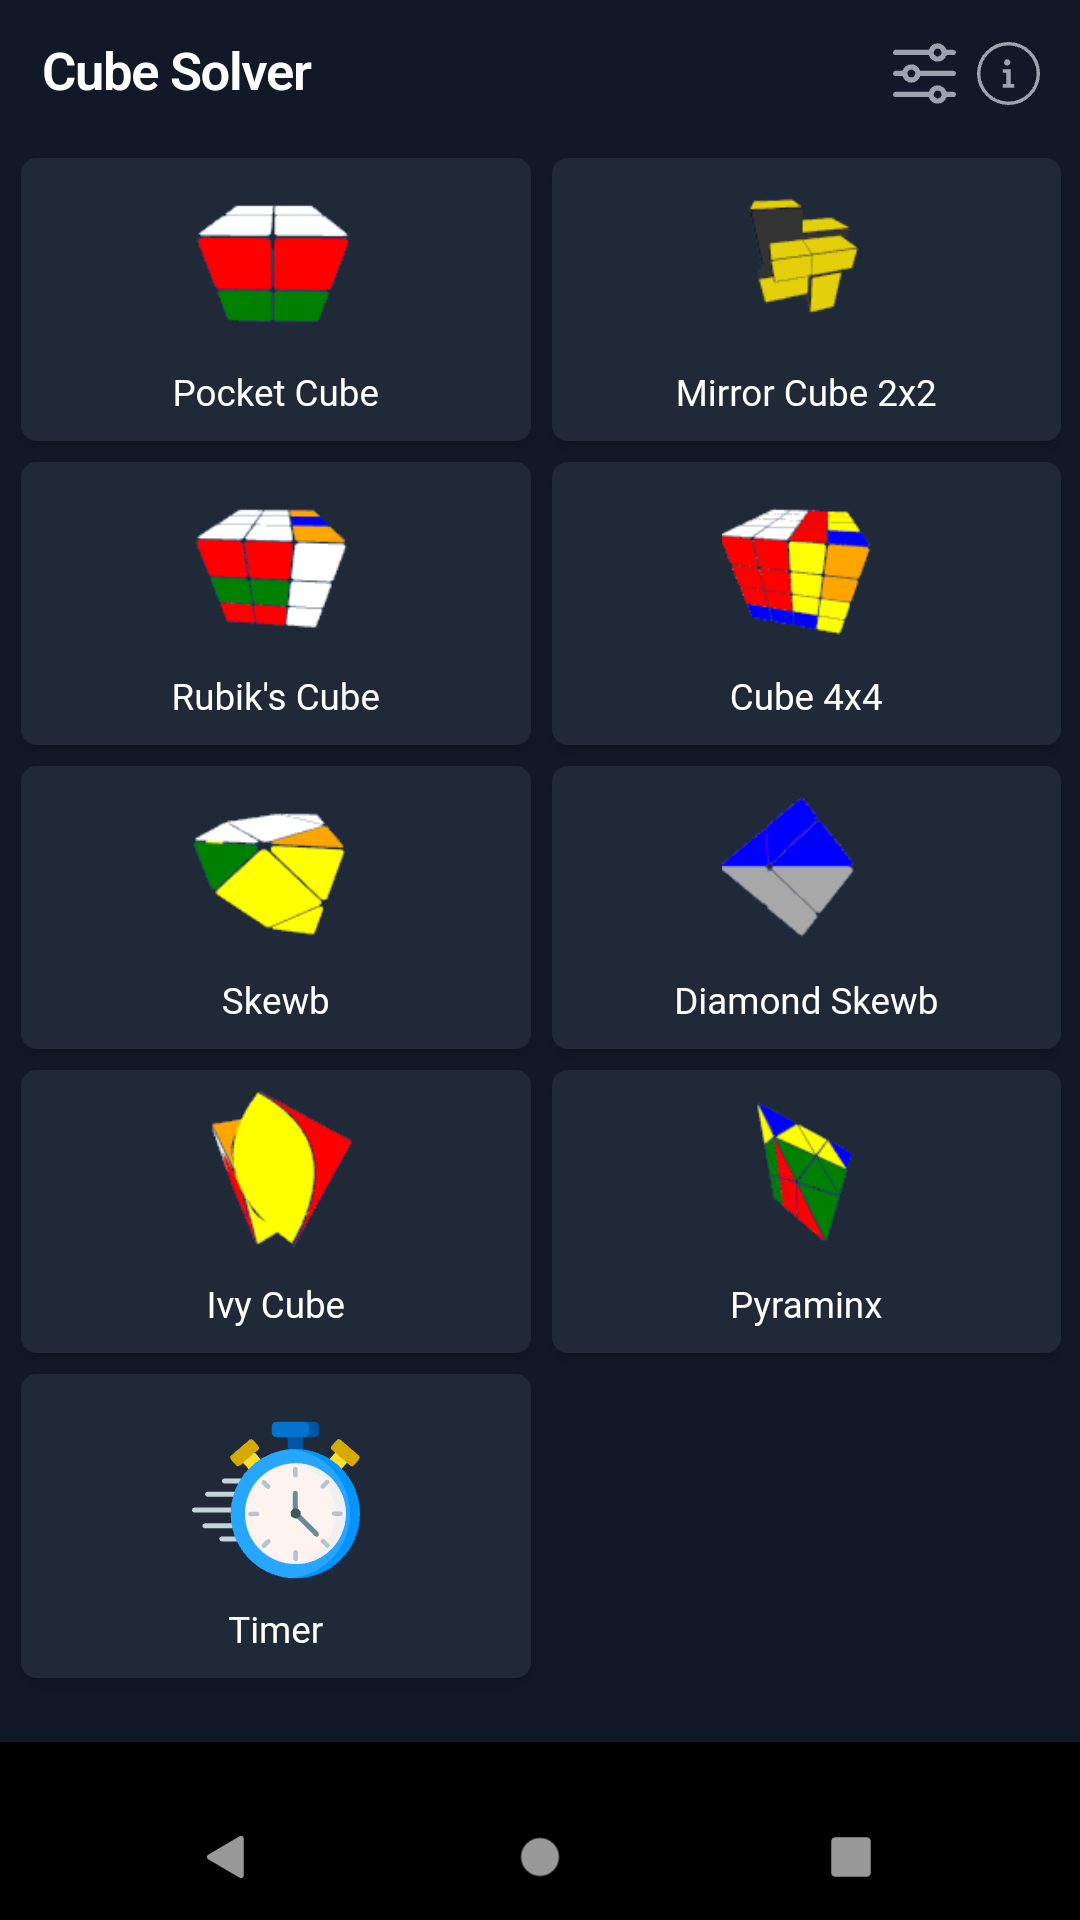 Cube Solver
Pocket Cube
Mirror Cube 2x2
Rubik's Cube
Cube 4x4
Skewb
Diamond Skewb
Ivy Cube
Pyraminx
Timer